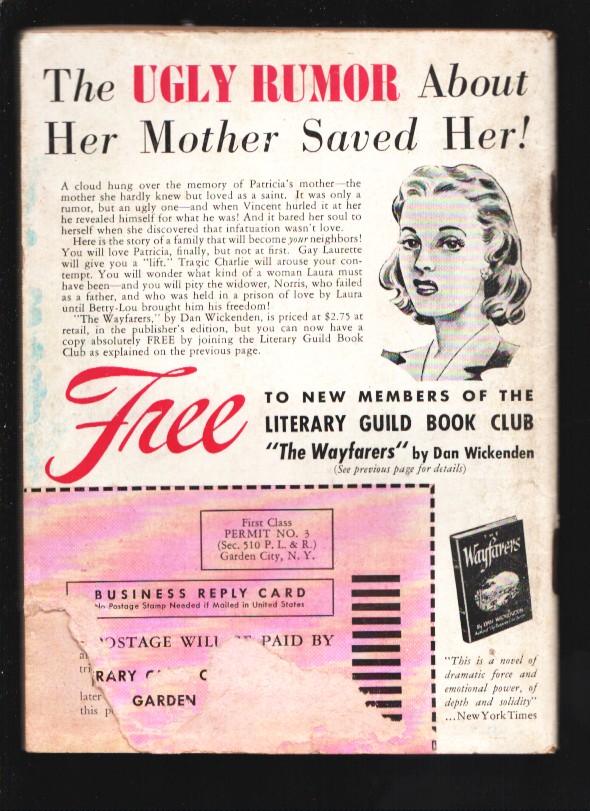 The UGLY RUMOR About
Her Mother Saved Her!
A cloud hung over the memory of Patricia's mother—the
mother she hardly knew but loved as a saint. It was only a
rumor, but an ugly one—and when Vincent hurled it at her
he revealed himself for what he was! And it bared her soul to
herself when she discovered that infatuation wasn't love.
Here is the story of a family that will become your neighbors!
You will love Patricia, finally, but not at first. Gay Laurette
will give you a "lift." Tragic Charlie will arouse your con-
tempt. You will wonder what kind of a woman Laura must
have been—and you will pity the widower, Norris, who failed
as a father, and who was held in a prison of love by Laura
until Betty-Lou brought him his freedom!
"The Wayfarers," by Dan Wickenden, is priced at $2.75 at
retail, in the publisher's edition, but you can now have a
copy absolutely FREE by joining the Literary Guild Book
Club as explained on the previous page.
Free
TO NEW MEMBERS OF THE
LITERARY GUILD BOOK CLUB
"The Wayfarers" by Dan Wickenden
(See previous page for details)
First Class
PERMIT NO. 3
(Sec. 510 P. L. & R.)
Garden City, N. Y.
BUSINESS REPLY CARD
No Postage Stamp Needed if Mailed in United States
POSTAGE WILL BE PAID BY
RARY
GARDEN
later
this
THE
Wayfarers
By DAN WICKENDEN
"This is a novel of
dramatic force and
emotional power, of
depth and solidity"
...New York Times